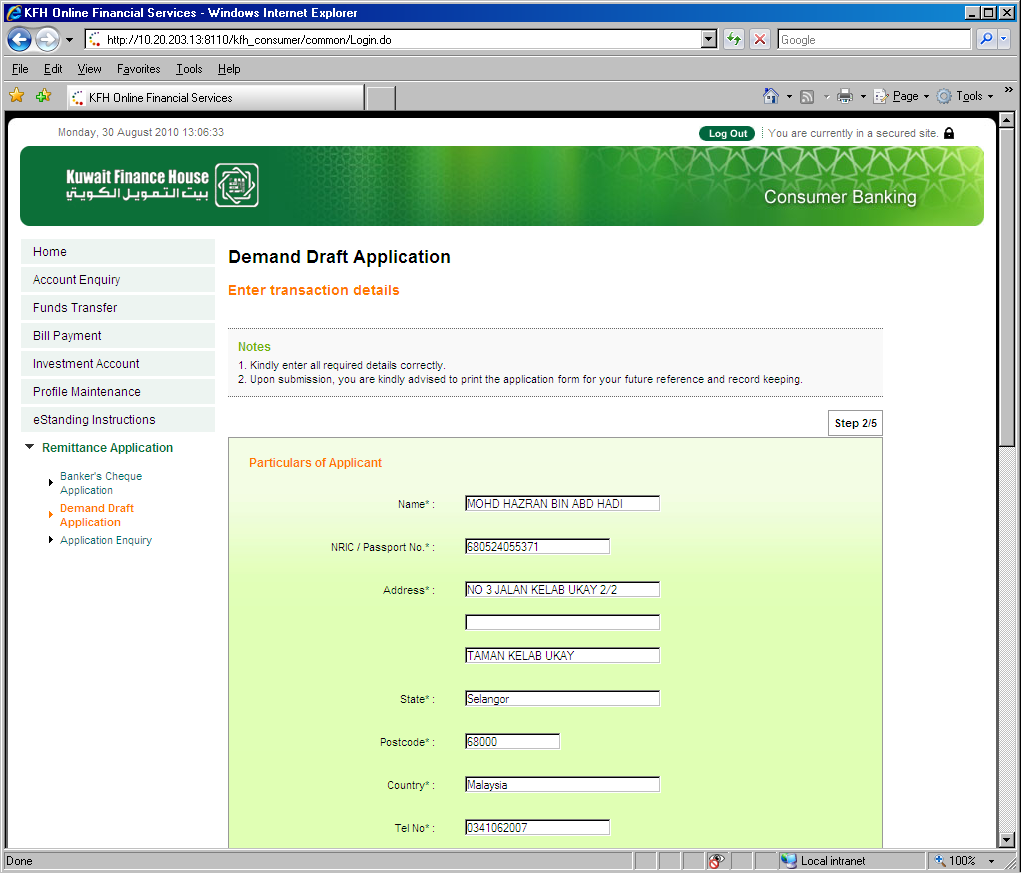 KFH Online Financial Services - Windows Internet Explorer
http://10.20.203.13:8110/kfh_consumer/common/Login.do
Google
File Edit View Favorites Tools Help
KFH Online Financial Services
Page Tools »
Monday, 30 August 2010 13:06:33
Log Out You are currently in a secured site.
Kuwait Finance House
بيت التمويل الكويتي
Consumer Banking
Home
Account Enquiry
Funds Transfer
Bill Payment
Investment Account
Profile Maintenance
eStanding Instructions
Remittance Application
Banker's Cheque
Application
Demand Draft
Application
Application Enquiry
Demand Draft Application
Enter transaction details
Notes
1. Kindly enter all required details correctly.
2. Upon submission, you are kindly advised to print the application form for your future reference and record keeping.
Step 2/5
Particulars of Applicant
Name* : MOHD HAZRAN BIN ABD HADI
NRIC / Passport No.* : 680524055371
Address* : NO 3 JALAN KELAB UKAY 2/2
TAMAN KELAB UKAY
State* : Selangor
Postcode* : 68000
Country* : Malaysia
Tel No* : 0341062007
Done
Local intranet
100%